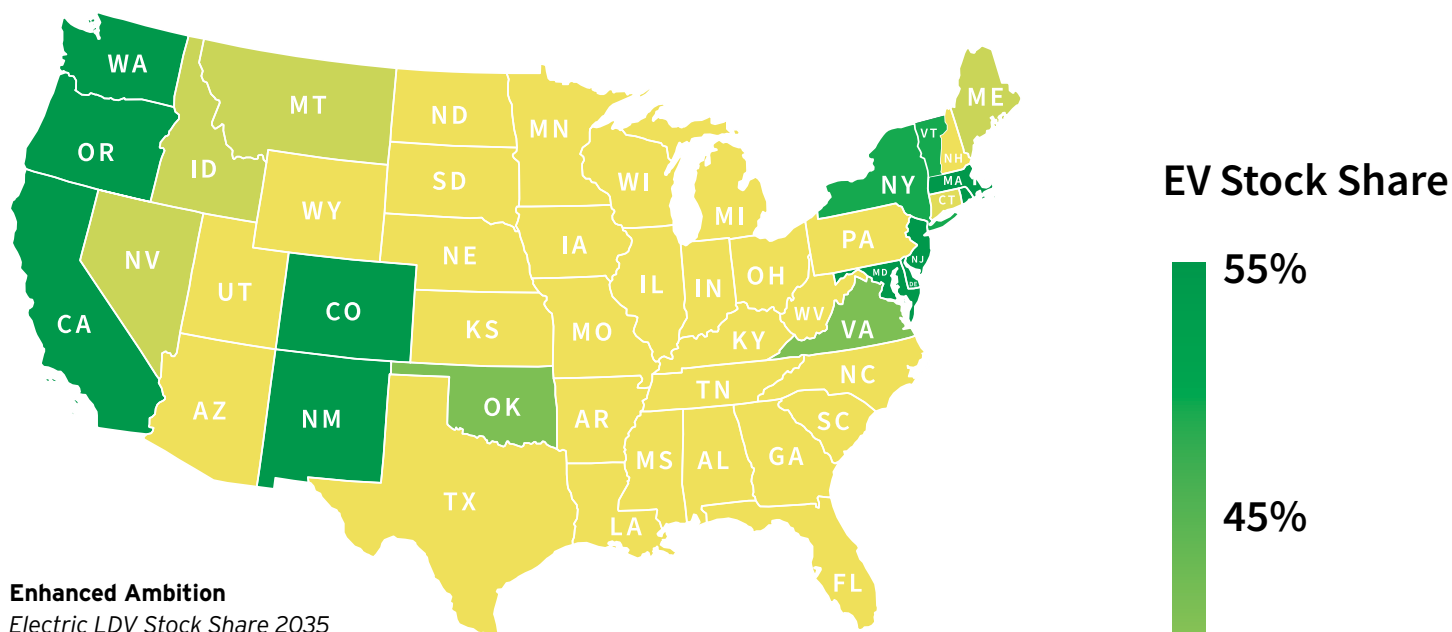 WA
MT
ND
MN
OR
ID
SD
WI
MI
ME
VT
NH
NY
MA
CT
WY
NV
UT
NE
IA
PA
NJ
MD
DE
CA
CO
KS
MO
IL
IN
OH
WV
VA
KY
AZ
NM
OK
AR
TN
NC
SC
MS
AL
GA
TX
LA
FL
EV Stock Share
55%
45%
Enhanced Ambition
Electric LDV Stock Share 2035